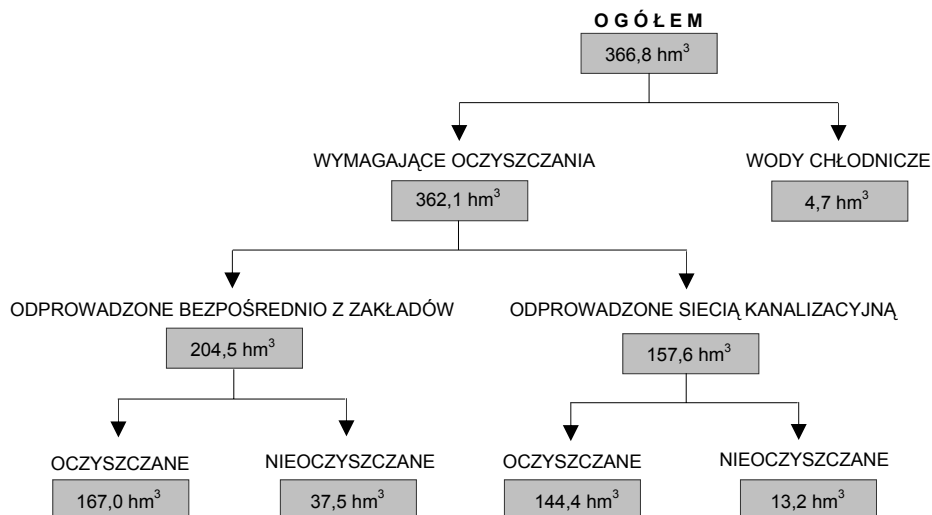 O G Ó Ł E M
366,8 hm³
WYMAGAJĄCE OCZYSZCZANIA
WODY CHŁODNICZE
362,1 hm³
4,7 hm³
ODPROWADZONE BEZPOŚREDNIO Z ZAKŁADÓW
ODPROWADZONE SIECIĄ KANALIZACYJNĄ
204,5 hm³
157,6 hm³
OCZYSZCZANE
NIEOCZYSZCZANE
OCZYSZCZANE
NIEOCZYSZCZANE
167,0 hm³
37,5 hm³
144,4 hm³
13,2 hm³